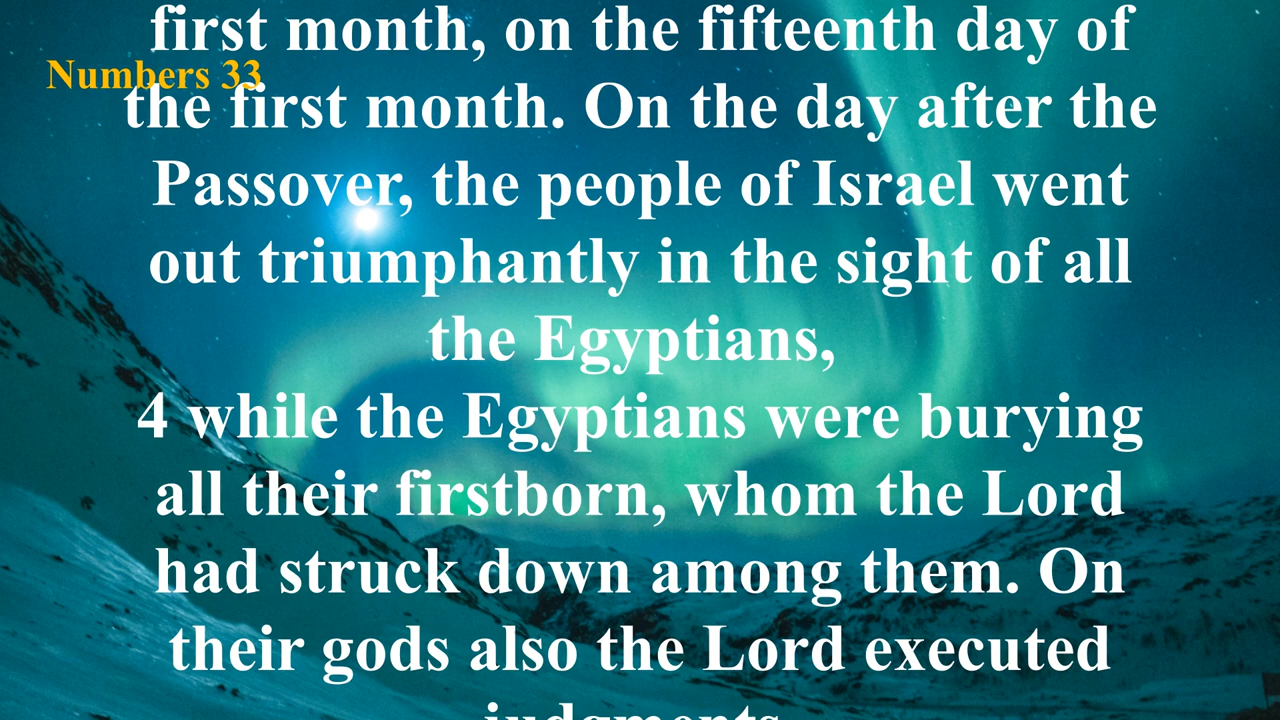 first month, on the fifteenth day of
Numbers 33
the first month. On the day after the
Passover, the people of Israel went
out triumphantly in the sight of all
the Egyptians,
4 while the Egyptians were burying
all their firstborn, whom the Lord
had struck down among them. On
their gods also the Lord executed
judgments.